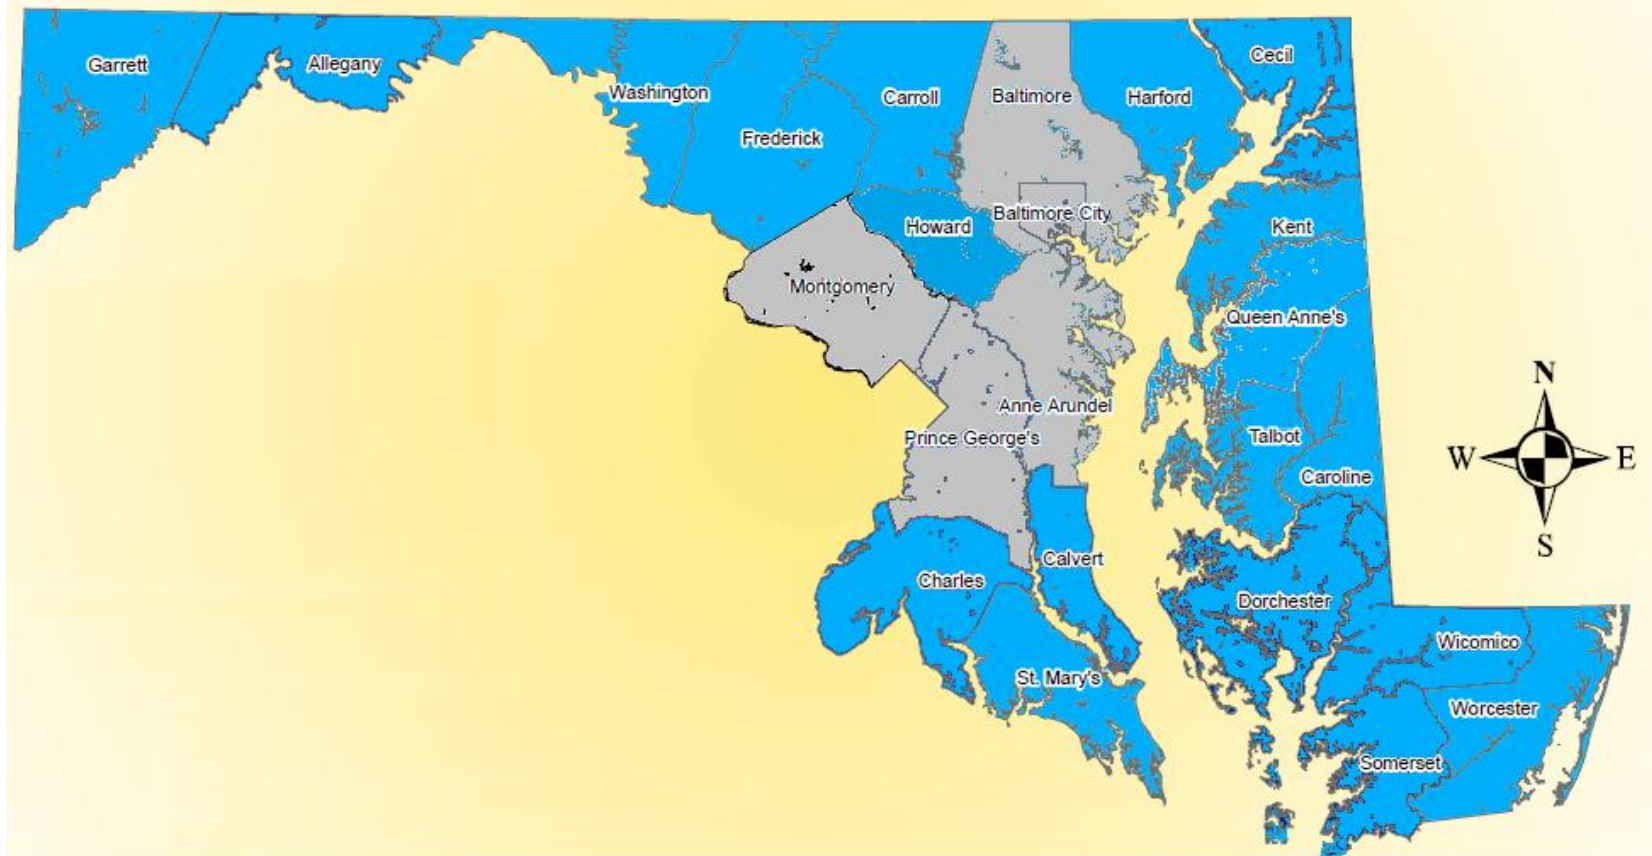 Garrett
Allegany
Washington
Frederick
Carroll
Baltimore
Harford
Cecil
Baltimore City
Howard
Kent
Montgomery
Queen Anne's
Anne Arundel
Prince George's
Talbot
Caroline
Calvert
Charles
Dorchester
St. Mary's
Wicomico
Worcester
Somerset
N
W E
S